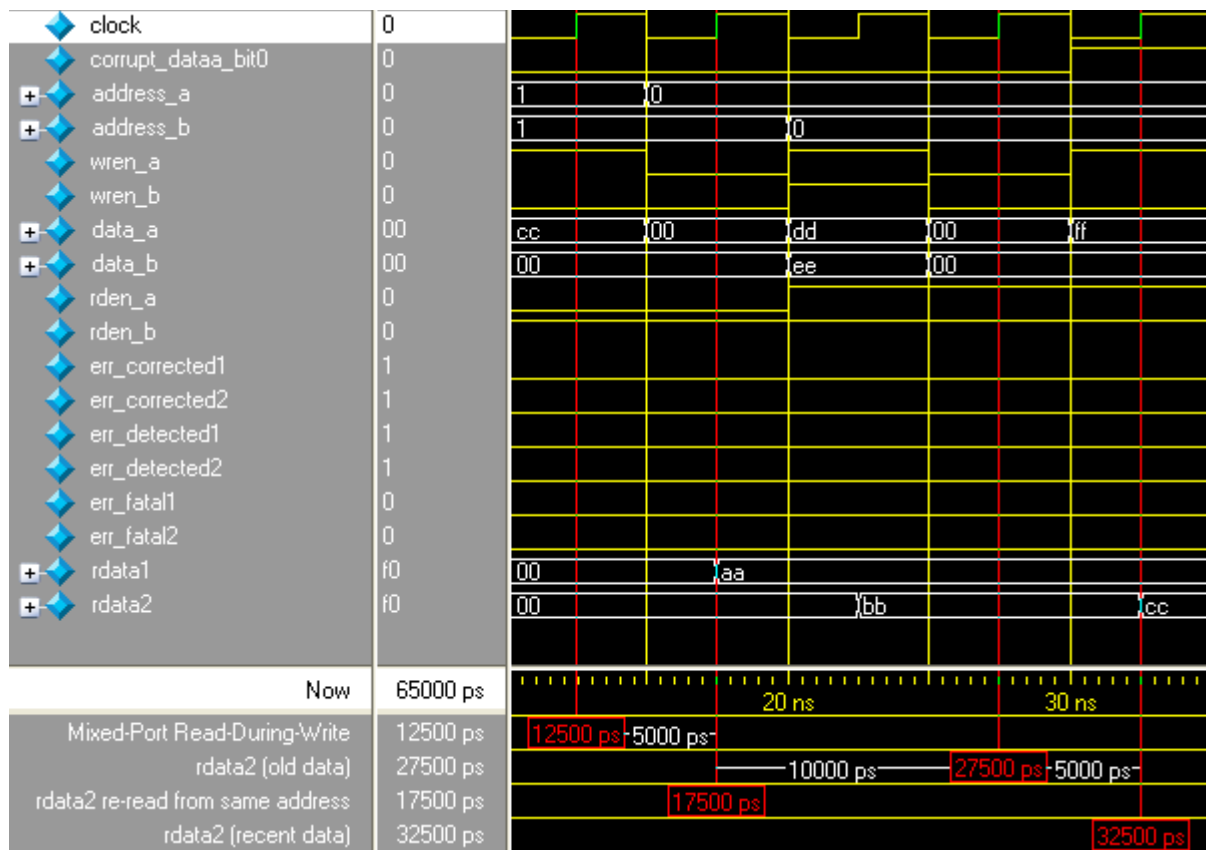 clock 0
corrupt_dataa_bit0 0
address_a 0 1 0
address_b 0 1 0
wren_a 0
wren_b 0
data_a 00 cc 00 dd 00 ff
data_b 00 00 ee 00
rden_a 0
rden_b 0
err_corrected1 1
err_corrected2 1
err_detected1 1
err_detected2 1
err_fatal1 0
err_fatal2 0
rdata1 f0 00 aa
rdata2 f0 00 bb cc
Now 65000 ps 20 ns 30 ns
Mixed-Port Read-During-Write 12500 ps 12500 ps 5000 ps
rdata2 (old data) 27500 ps 10000 ps 27500 ps 5000 ps
rdata2 re-read from same address 17500 ps 17500 ps
rdata2 (recent data) 32500 ps 32500 ps